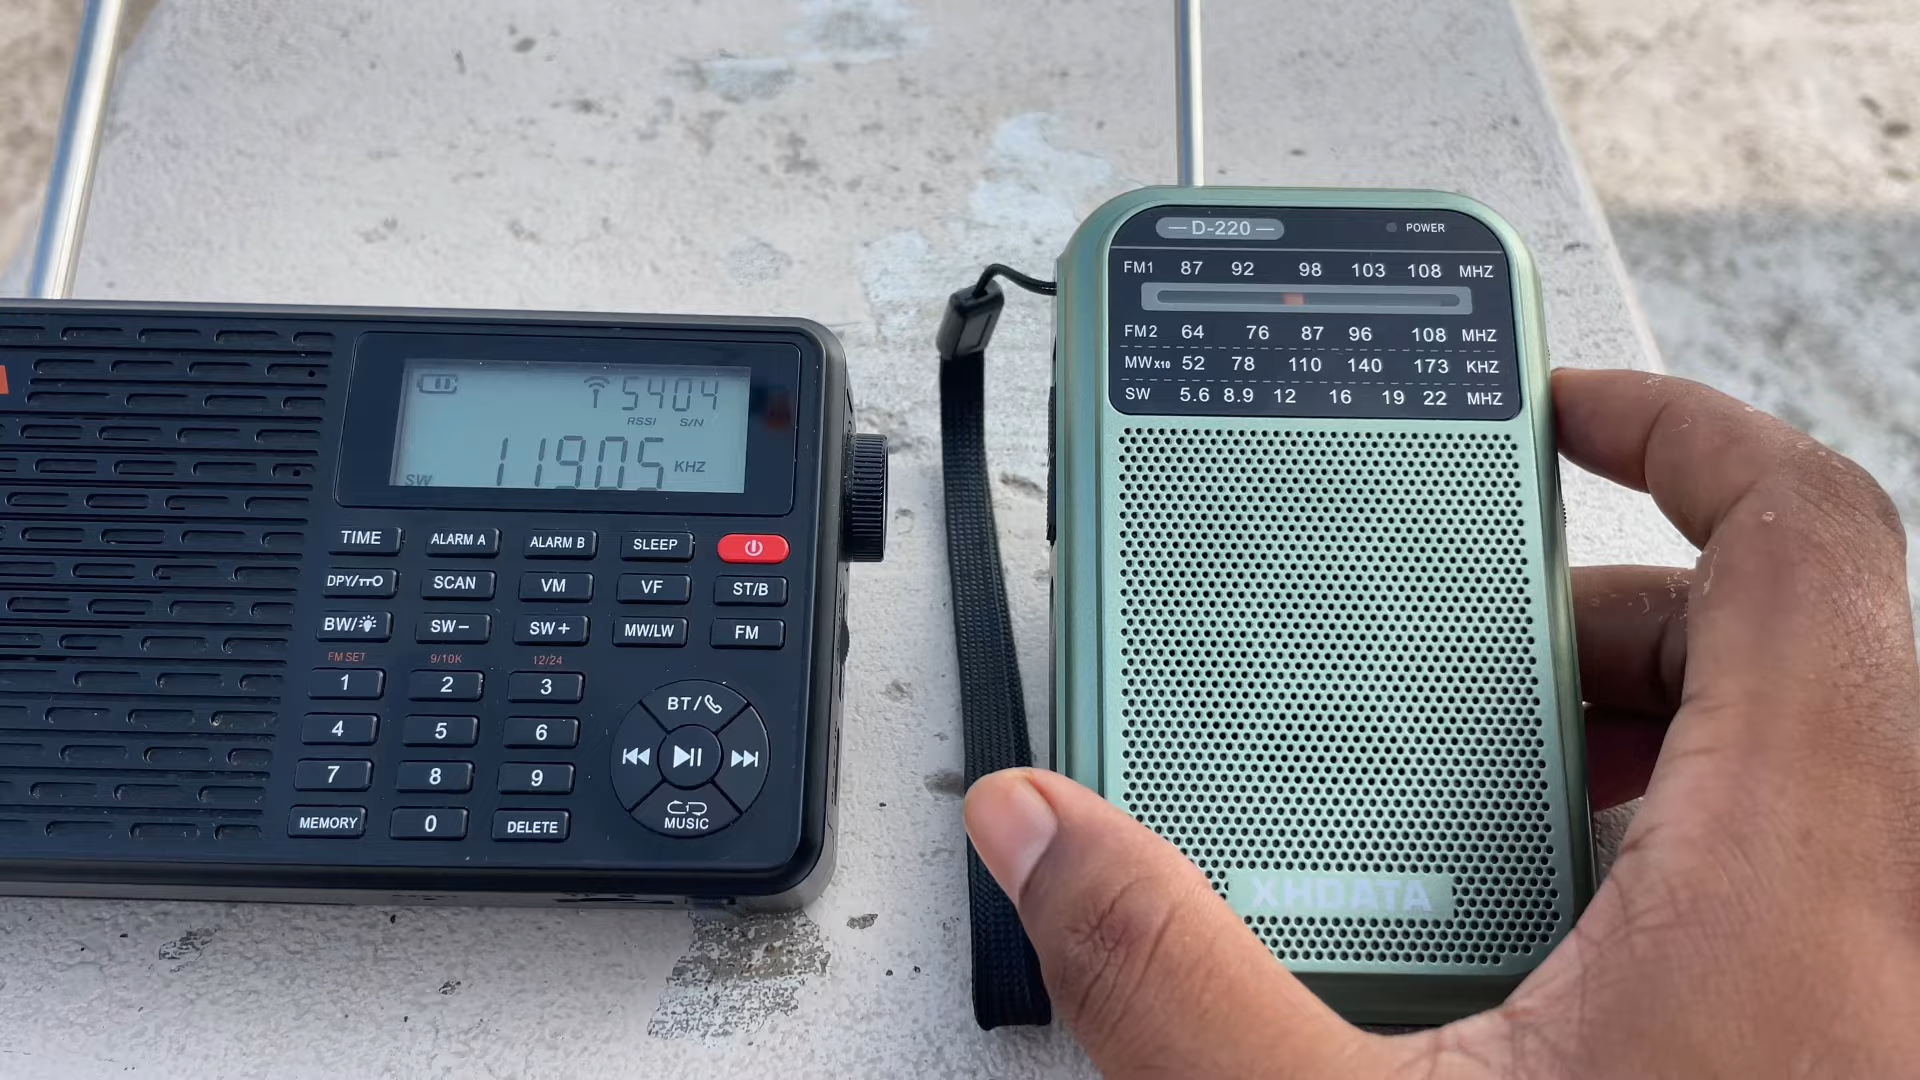 5404
RSSI S/N
11905 KHZ
SW
TIME ALARM A ALARM B SLEEP
DPY/ SCAN VM VF ST/B
BW/ SW- SW+ MW/LW FM
FM SET 9/10K 12/24
1 2 3
4 5 6
7 8 9
MEMORY 0 DELETE
BT/
MUSIC
D-220 POWER
FM1 87 92 98 103 108 MHZ
FM2 64 76 87 96 108 MHZ
MWx10 52 78 110 140 173 KHZ
SW 5.6 8.9 12 16 19 22 MHZ
XHDATA